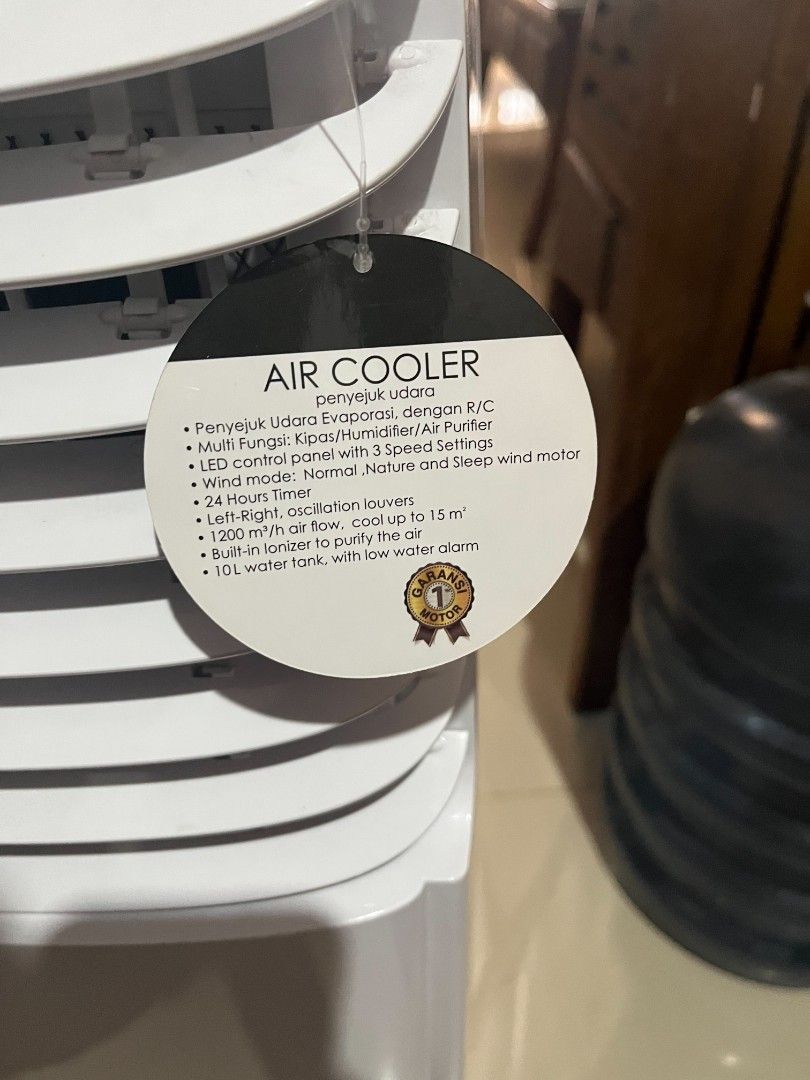 AIR COOLER
penyejuk udara
• Penyejuk Udara Evaporasi, dengan R/C
• Multi Fungsi: Kipas/Humidifier/Air Purifier
• LED control panel with 3 Speed Settings
• Wind mode: Normal ,Nature and Sleep wind motor
• 24 Hours Timer
• Left-Right, oscillation louvers
• 1200 m³/h air flow, cool up to 15 m²
• Built-in Ionizer to purify the air
• 10L water tank, with low water alarm
GARANSI
1
MOTOR